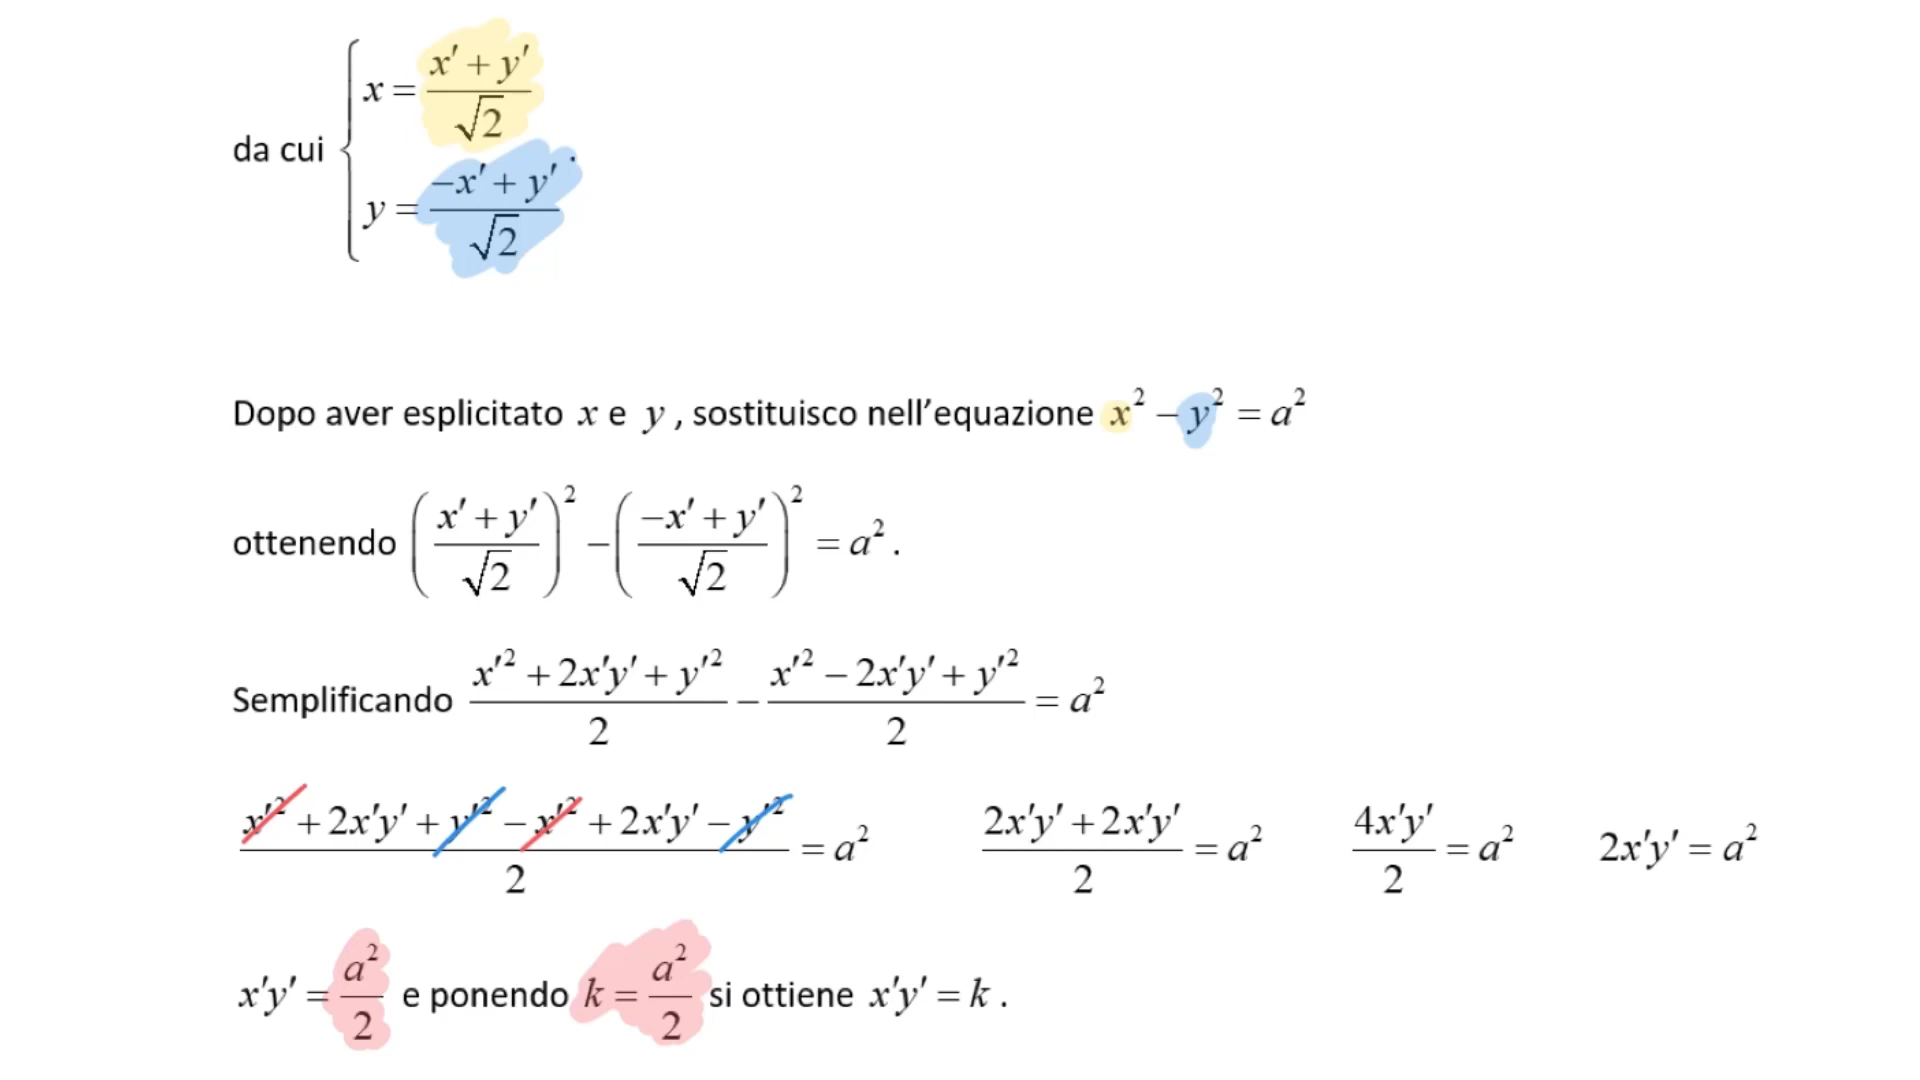 da cui { x = (x′ + y′)/√2
y = (−x′ + y′)/√2 .
Dopo aver esplicitato x e y , sostituisco nell’equazione x² − y² = a²
ottenendo ((x′ + y′)/√2)² − ((−x′ + y′)/√2)² = a² .
Semplificando (x′² + 2x′y′ + y′²)/2 − (x′² − 2x′y′ + y′²)/2 = a²
(x′² + 2x′y′ + y′² − x′² + 2x′y′ − y′²)/2 = a² (2x′y′ + 2x′y′)/2 = a² 4x′y′/2 = a² 2x′y′ = a²
x′y′ = a²/2 e ponendo k = a²/2 si ottiene x′y′ = k .